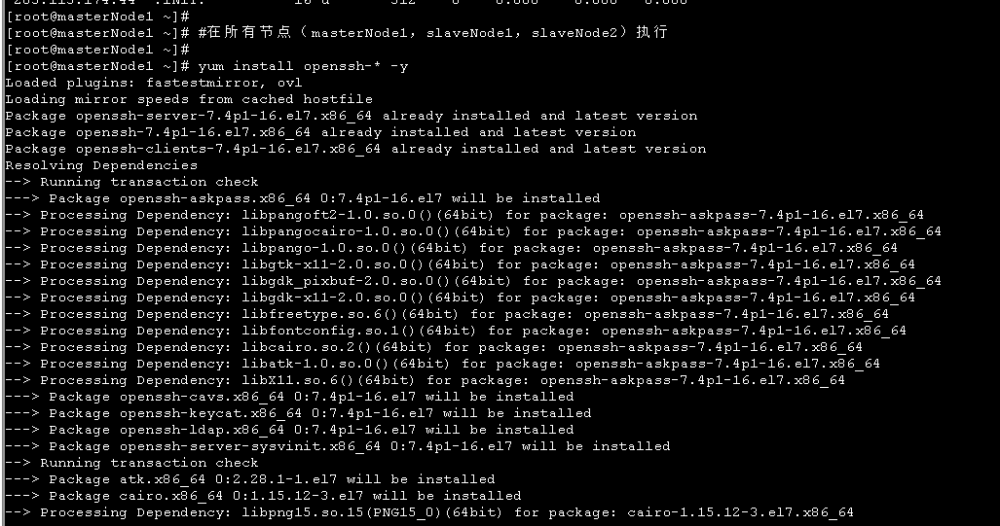 [root@masterNode1 ~]#
[root@masterNode1 ~]# #在所有节点（masterNode1，slaveNode1，slaveNode2）执行
[root@masterNode1 ~]#
[root@masterNode1 ~]# yum install openssh-* -y
Loaded plugins: fastestmirror, ovl
Loading mirror speeds from cached hostfile
Package openssh-server-7.4p1-16.el7.x86_64 already installed and latest version
Package openssh-7.4p1-16.el7.x86_64 already installed and latest version
Package openssh-clients-7.4p1-16.el7.x86_64 already installed and latest version
Resolving Dependencies
--> Running transaction check
---> Package openssh-askpass.x86_64 0:7.4p1-16.el7 will be installed
--> Processing Dependency: libpangoft2-1.0.so.0()(64bit) for package: openssh-askpass-7.4p1-16.el7.x86_64
--> Processing Dependency: libpangocairo-1.0.so.0()(64bit) for package: openssh-askpass-7.4p1-16.el7.x86_64
--> Processing Dependency: libpango-1.0.so.0()(64bit) for package: openssh-askpass-7.4p1-16.el7.x86_64
--> Processing Dependency: libgtk-x11-2.0.so.0()(64bit) for package: openssh-askpass-7.4p1-16.el7.x86_64
--> Processing Dependency: libgdk_pixbuf-2.0.so.0()(64bit) for package: openssh-askpass-7.4p1-16.el7.x86_64
--> Processing Dependency: libgdk-x11-2.0.so.0()(64bit) for package: openssh-askpass-7.4p1-16.el7.x86_64
--> Processing Dependency: libfreetype.so.6()(64bit) for package: openssh-askpass-7.4p1-16.el7.x86_64
--> Processing Dependency: libfontconfig.so.1()(64bit) for package: openssh-askpass-7.4p1-16.el7.x86_64
--> Processing Dependency: libcairo.so.2()(64bit) for package: openssh-askpass-7.4p1-16.el7.x86_64
--> Processing Dependency: libatk-1.0.so.0()(64bit) for package: openssh-askpass-7.4p1-16.el7.x86_64
--> Processing Dependency: libX11.so.6()(64bit) for package: openssh-askpass-7.4p1-16.el7.x86_64
---> Package openssh-cavs.x86_64 0:7.4p1-16.el7 will be installed
---> Package openssh-keycat.x86_64 0:7.4p1-16.el7 will be installed
---> Package openssh-ldap.x86_64 0:7.4p1-16.el7 will be installed
---> Package openssh-server-sysvinit.x86_64 0:7.4p1-16.el7 will be installed
--> Running transaction check
---> Package atk.x86_64 0:2.28.1-1.el7 will be installed
---> Package cairo.x86_64 0:1.15.12-3.el7 will be installed
--> Processing Dependency: libpng15.so.15(PNG15_0)(64bit) for package: cairo-1.15.12-3.el7.x86_64